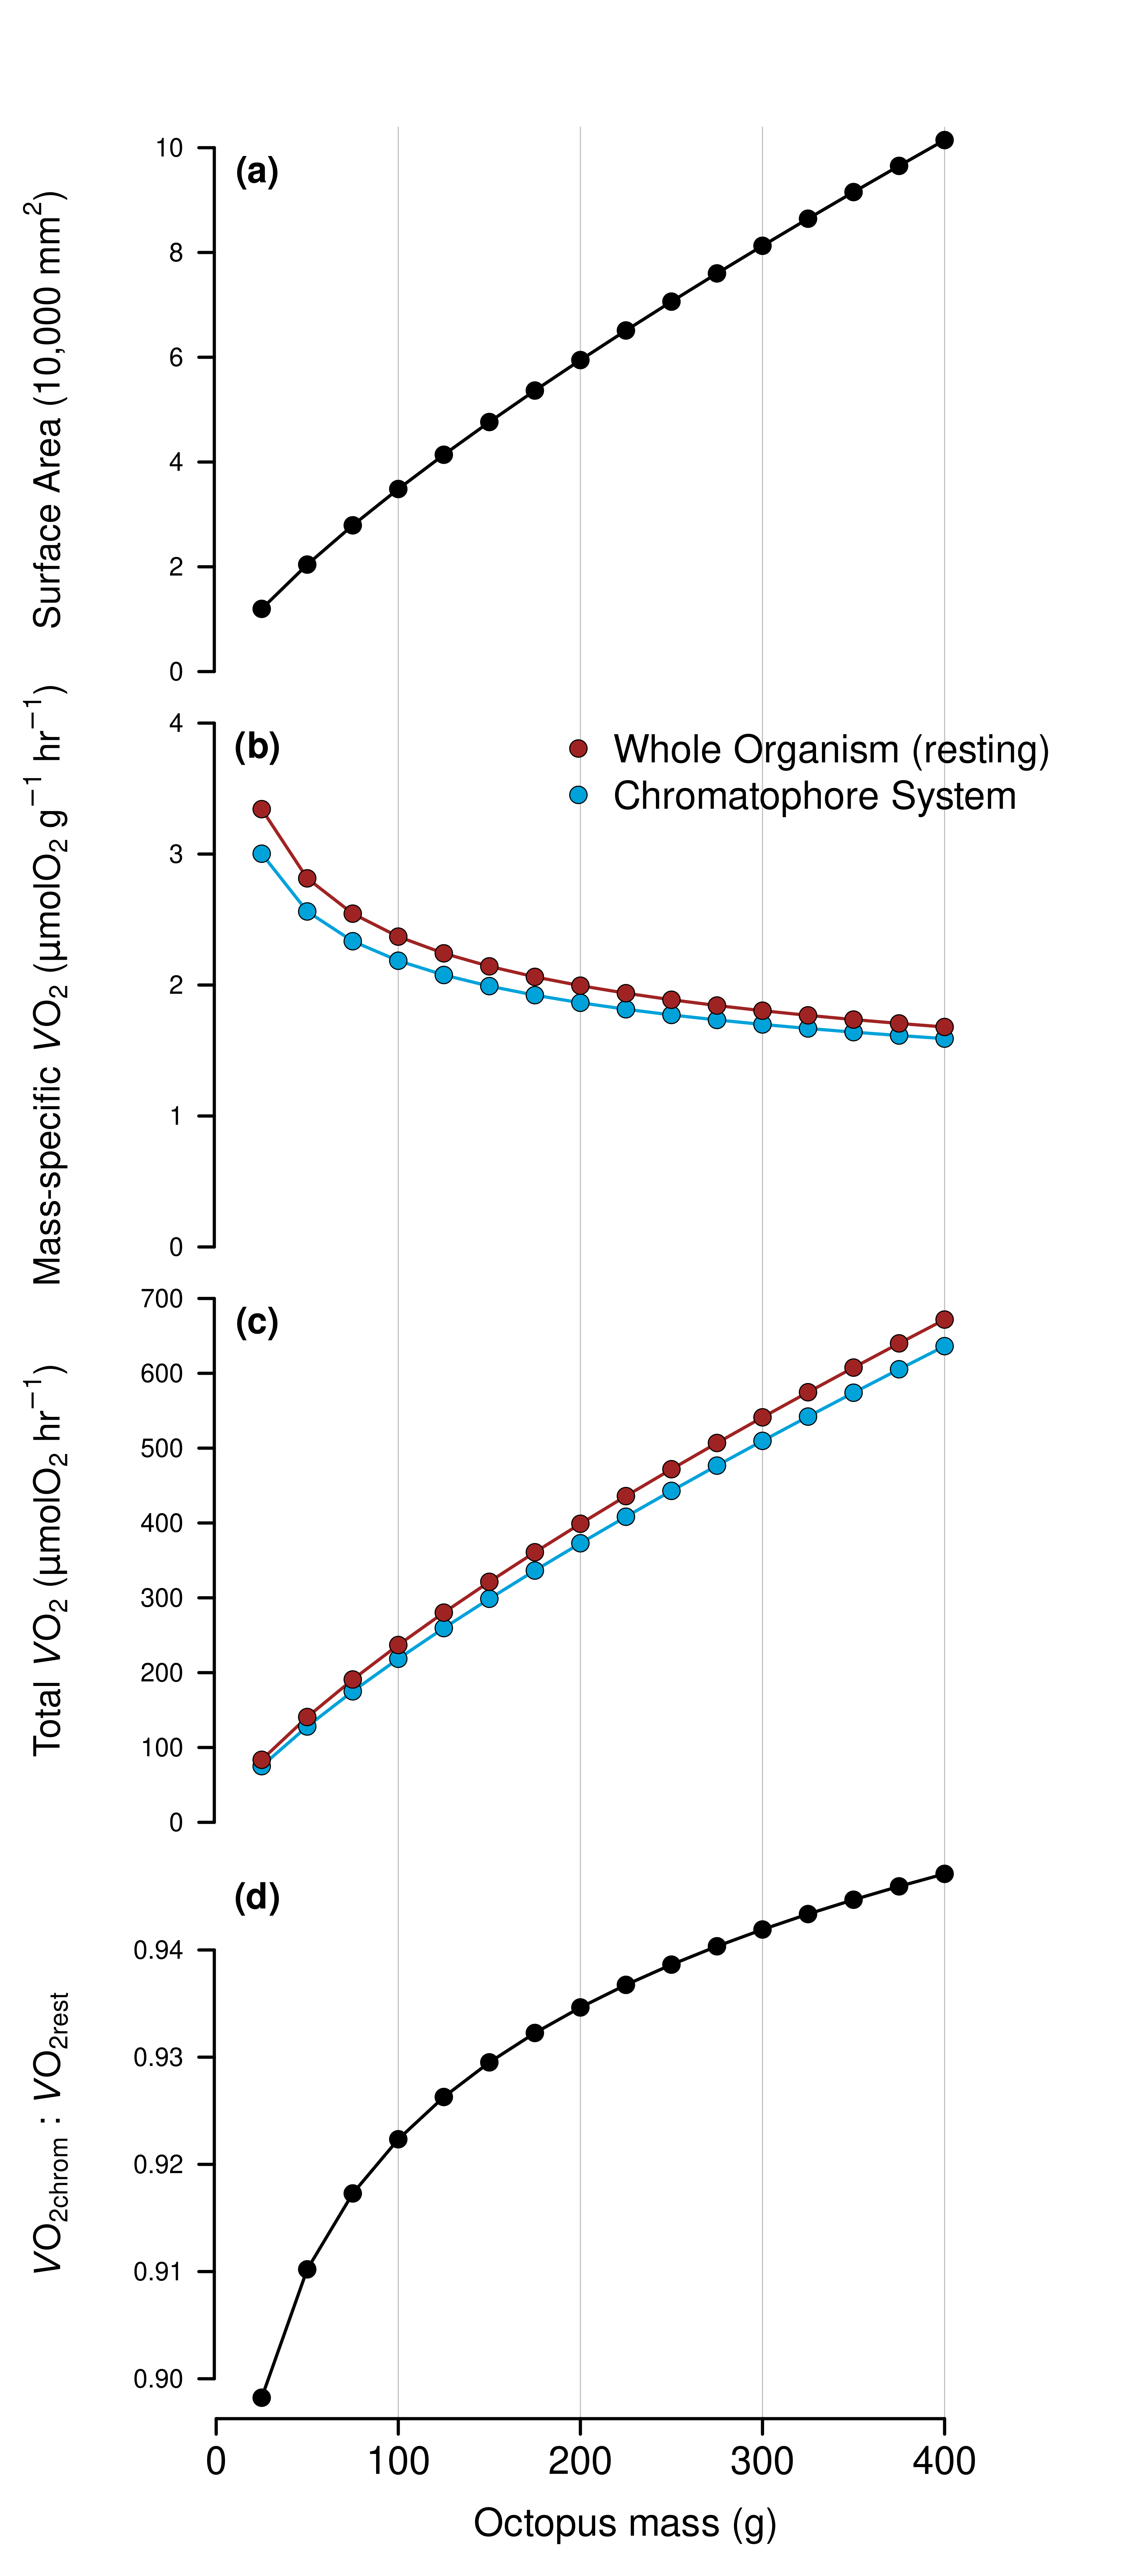 Surface Area (10,000 mm²)
10
8
6
4
2
0
(a)
Mass-specific VO₂ (µmolO₂ g⁻¹ hr⁻¹)
4
3
2
1
0
(b)
Whole Organism (resting)
Chromatophore System
Total VO₂ (µmolO₂ hr⁻¹)
700
600
500
400
300
200
100
0
(c)
VO₂chrom : VO₂rest
0.94
0.93
0.92
0.91
0.90
(d)
0 100 200 300 400
Octopus mass (g)